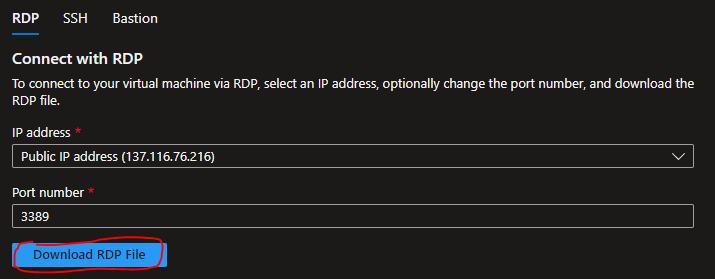 RDP SSH Bastion
Connect with RDP
To connect to your virtual machine via RDP, select an IP address, optionally change the port number, and download the
RDP file.
IP address *
Public IP address (137.116.76.216)
Port number *
3389
Download RDP File